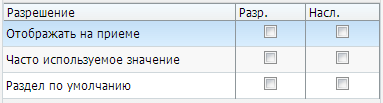 Разрешение Разр. Насл.
Отображать на приеме
Часто используемое значение
Раздел по умолчанию